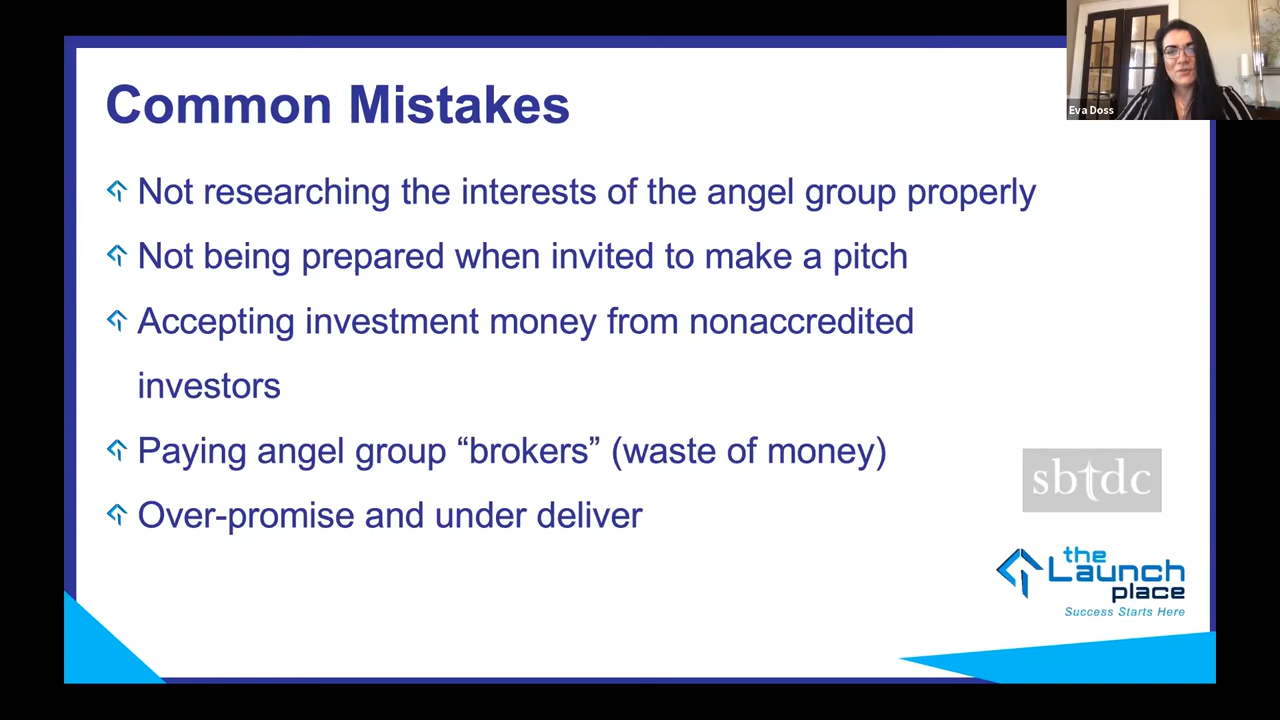 Common Mistakes
Not researching the interests of the angel group properly
Not being prepared when invited to make a pitch
Accepting investment money from nonaccredited
investors
Paying angel group “brokers” (waste of money)
Over-promise and under deliver
Eva Doss
sbtdc
the
Launch
place
Success Starts Here